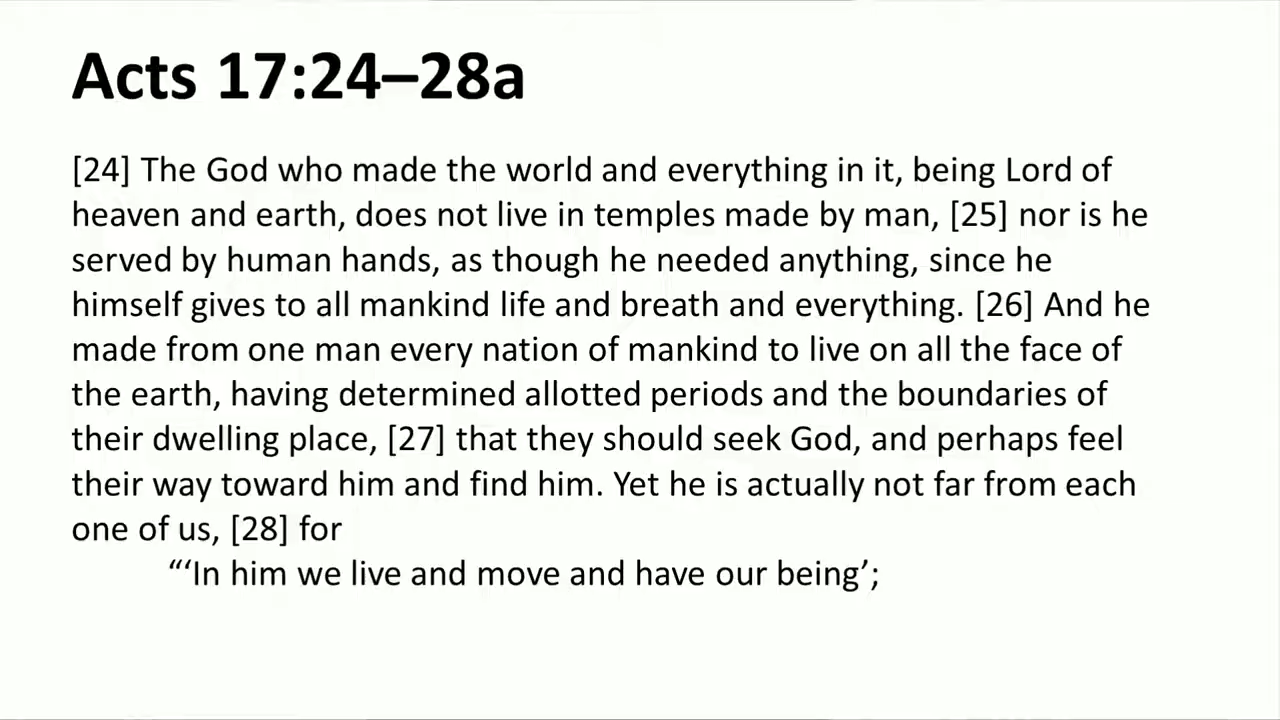 Acts 17:24–28a
[24] The God who made the world and everything in it, being Lord of
heaven and earth, does not live in temples made by man, [25] nor is he
served by human hands, as though he needed anything, since he
himself gives to all mankind life and breath and everything. [26] And he
made from one man every nation of mankind to live on all the face of
the earth, having determined allotted periods and the boundaries of
their dwelling place, [27] that they should seek God, and perhaps feel
their way toward him and find him. Yet he is actually not far from each
one of us, [28] for
“‘In him we live and move and have our being’;